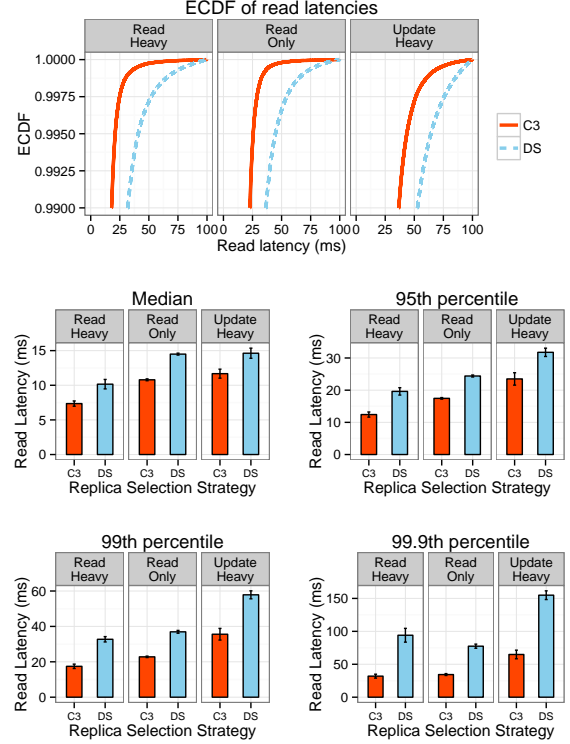 ECDF of read latencies
Read Heavy
Read Only
Update Heavy
ECDF
1.0000
0.9975
0.9950
0.9925
0.9900
0 25 50 75 100 0 25 50 75 100 0 25 50 75 100
Read latency (ms)
C3
DS
Median
Read Heavy
Read Only
Update Heavy
Read Latency (ms)
15
10
5
0
C3 DS C3 DS C3 DS
Replica Selection Strategy
95th percentile
Read Heavy
Read Only
Update Heavy
Read Latency (ms)
30
20
10
0
C3 DS C3 DS C3 DS
Replica Selection Strategy
99th percentile
Read Heavy
Read Only
Update Heavy
Read Latency (ms)
60
40
20
0
C3 DS C3 DS C3 DS
Replica Selection Strategy
99.9th percentile
Read Heavy
Read Only
Update Heavy
Read Latency (ms)
150
100
50
0
C3 DS C3 DS C3 DS
Replica Selection Strategy